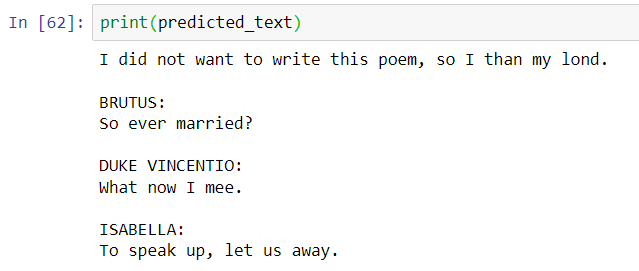 In [62]: print(predicted_text)
I did not want to write this poem, so I than my lond.
BRUTUS:
So ever married?
DUKE VINCENTIO:
What now I mee.
ISABELLA:
To speak up, let us away.